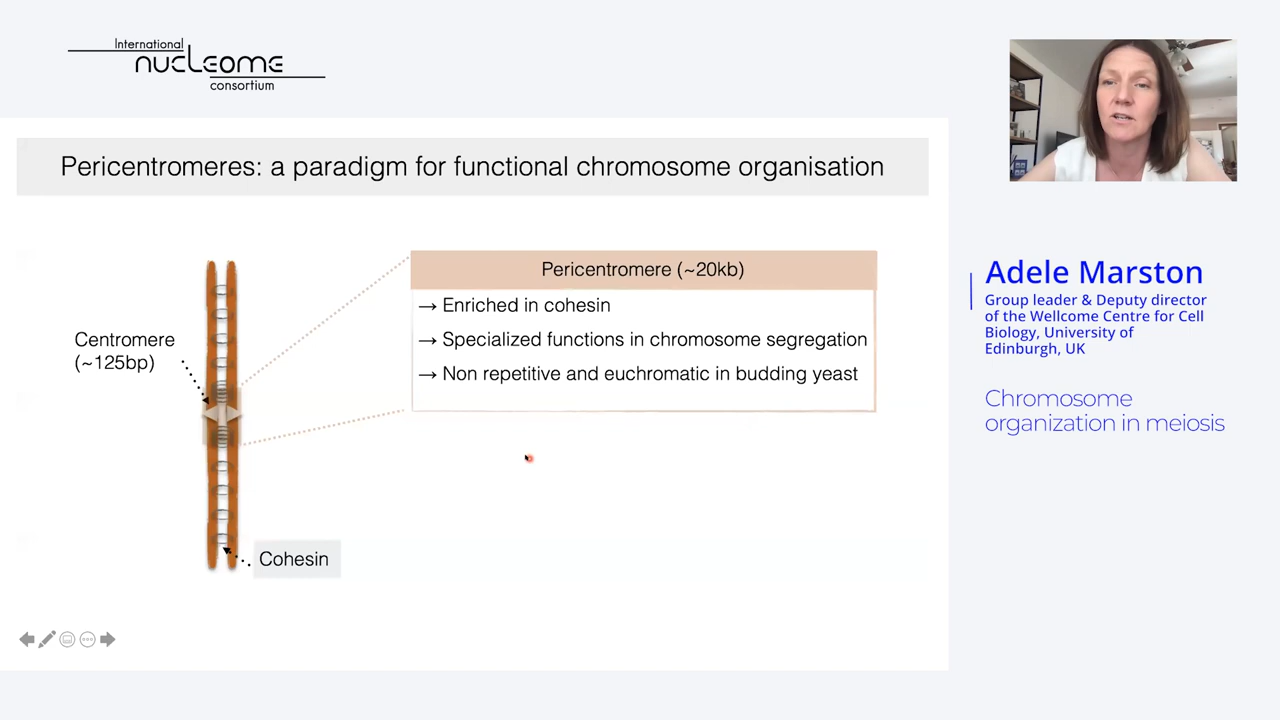 International
nucleome
consortium
Pericentromeres: a paradigm for functional chromosome organisation
Centromere
(~125bp)
Pericentromere (~20kb)
→ Enriched in cohesin
→ Specialized functions in chromosome segregation
→ Non repetitive and euchromatic in budding yeast
Cohesin
Adele Marston
Group leader & Deputy director
of the Wellcome Centre for Cell
Biology, University of
Edinburgh, UK
Chromosome
organization in meiosis